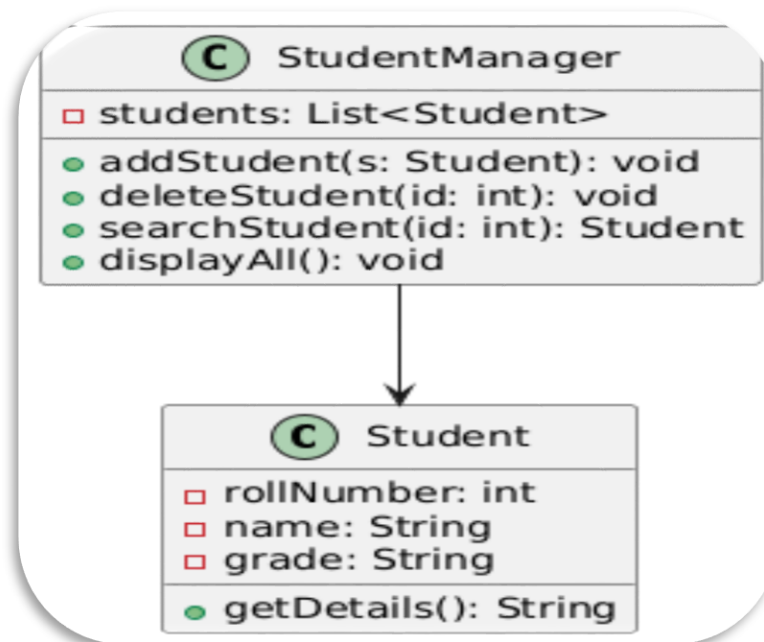 C StudentManager
students: List<Student>
addStudent(s: Student): void
deleteStudent(id: int): void
searchStudent(id: int): Student
displayAll(): void
C Student
rollNumber: int
name: String
grade: String
getDetails(): String